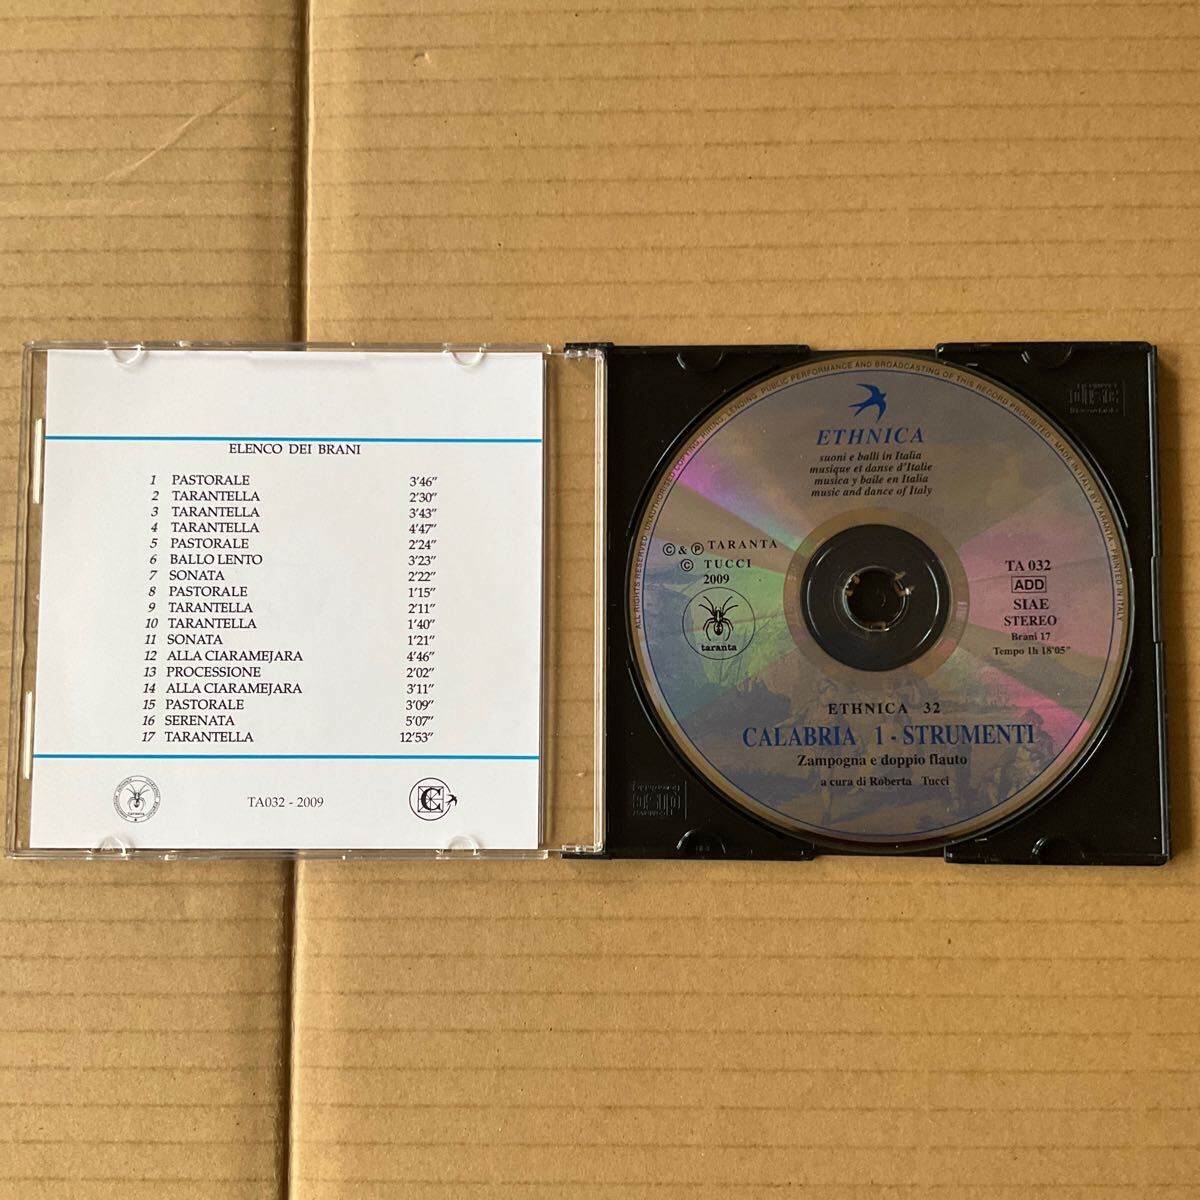 ELENCO DEI BRANI
1 PASTORALE 3'46"
2 TARANTELLA 2'30"
3 TARANTELLA 3'43"
4 TARANTELLA 4'47"
5 PASTORALE 2'24"
6 BALLO LENTO 3'23"
7 SONATA 2'22"
8 PASTORALE 1'15"
9 TARANTELLA 2'11"
10 TARANTELLA 1'40"
11 SONATA 1'21"
12 ALLA CIARAMEJARA 4'46"
13 PROCESSIONE 2'02"
14 ALLA CIARAMEJARA 3'11"
15 PASTORALE 3'09"
16 SERENATA 5'07"
17 TARANTELLA 12'53"
taranta
TA032 - 2009
C
ALL RIGHTS RESERVED. UNAUTHORISED COPYING, HIRING, LENDING, PUBLIC PERFORMANCE AND BROADCASTING OF THIS RECORD PROHIBITED - MADE IN ITALY BY TARANTA - PRINTED IN ITALY
ETHNICA
suoni e balli in Italia
musique et danse d'Italie
musica y baile en Italia
music and dance of Italy
© & ℗ TARANTA
© TUCCI
2009
taranta
TA 032
ADD
SIAE
STEREO
Brani 17
Tempo 1h 18'05"
ETHNICA 32
CALABRIA 1 - STRUMENTI
Zampogna e doppio flauto
a cura di Roberta Tucci